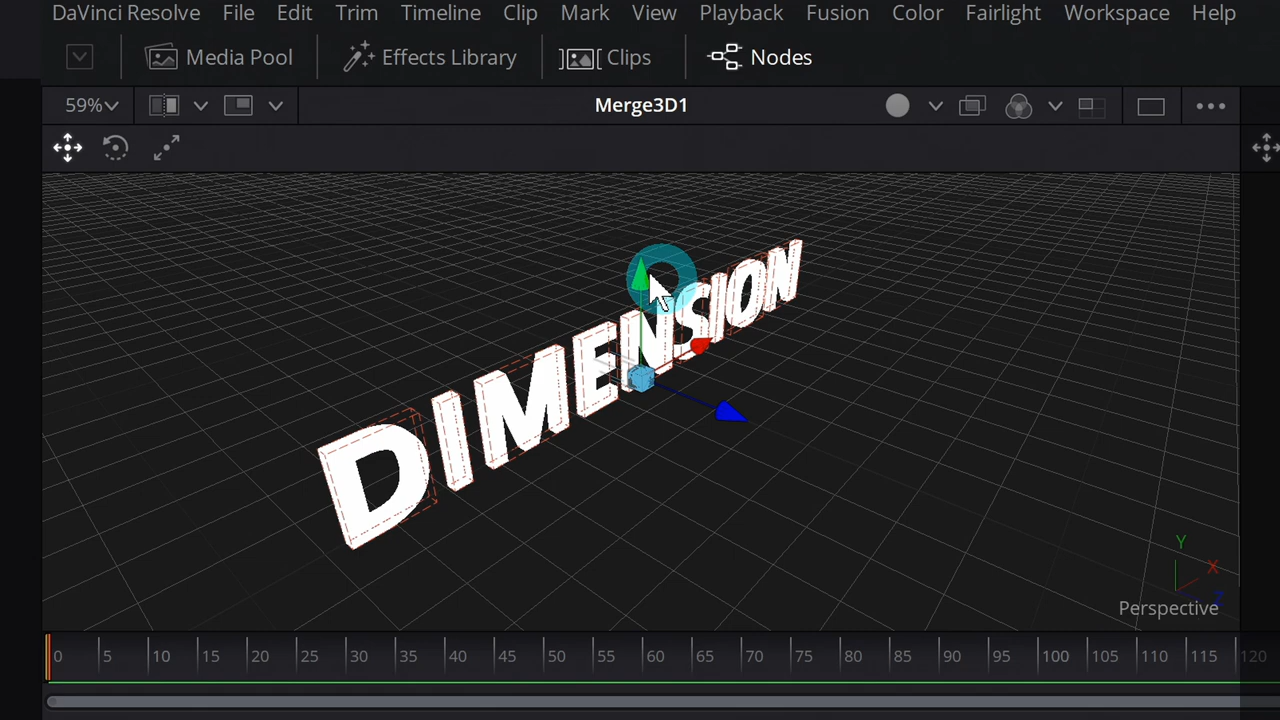 DaVinci Resolve File Edit Trim Timeline Clip Mark View Playback Fusion Color Fairlight Workspace Help
Media Pool Effects Library Clips Nodes
59% Merge3D1
DIMENSION
Y
X
Z
Perspective
0 5 10 15 20 25 30 35 40 45 50 55 60 65 70 75 80 85 90 95 100 105 110 115 120